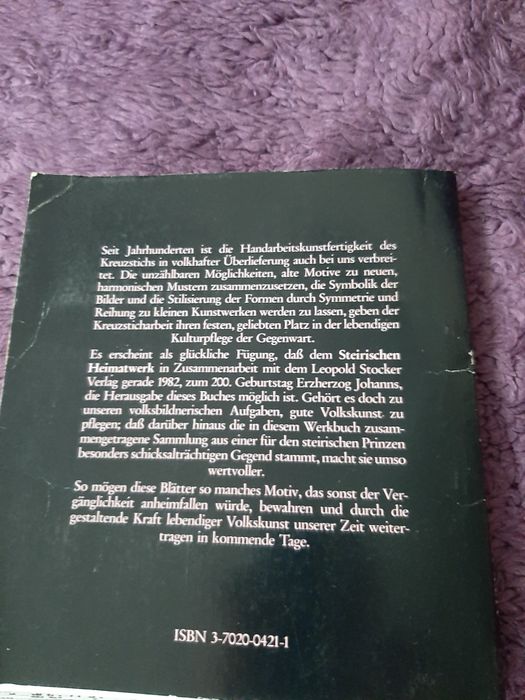 Seit Jahrhunderten ist die Handarbeitskunstfertigkeit des
Kreuzstichs in volkhafter Überlieferung auch bei uns verbrei-
tet. Die unzählbaren Möglichkeiten, alte Motive zu neuen,
harmonischen Mustern zusammenzusetzen, die Symbolik der
Bilder und die Stilisierung der Formen durch Symmetrie und
Reihung zu kleinen Kunstwerken werden zu lassen, geben der
Kreuzsticharbeit ihren festen, geliebten Platz in der lebendigen
Kulturpflege der Gegenwart.
Es erscheint als glückliche Fügung, daß dem Steirischen
Heimatwerk in Zusammenarbeit mit dem Leopold Stocker
Verlag gerade 1982, zum 200. Geburtstag Erzherzog Johanns,
die Herausgabe dieses Buches möglich ist. Gehört es doch zu
unseren volksbildnerischen Aufgaben, gute Volkskunst zu
pflegen; daß darüber hinaus die in diesem Werkbuch zusam-
mengetragene Sammlung aus einer für den steirischen Prinzen
besonders schicksalträchtigen Gegend stammt, macht sie umso
wertvoller.
So mögen diese Blätter so manches Motiv, das sonst der Ver-
gänglichkeit anheimfallen würde, bewahren und durch die
gestaltende Kraft lebendiger Volkskunst unserer Zeit weiter-
tragen in kommende Tage.
ISBN 3-7020-0421-1